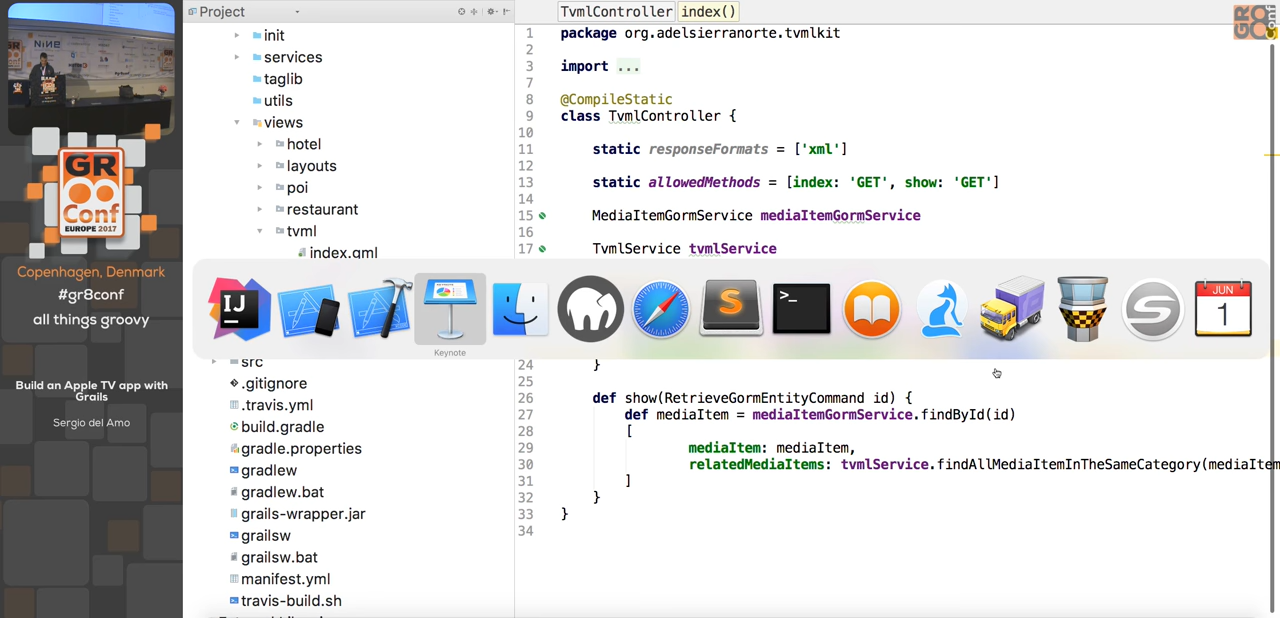 NINE
GR
Conf
EUROPE 2017
Copenhagen, Denmark
#gr8conf
all things groovy
Build an Apple TV app with
Grails
Sergio del Amo
Project
init
services
taglib
utils
views
hotel
layouts
poi
restaurant
tvml
index.gml
src
.gitignore
.travis.yml
build.gradle
gradle.properties
gradlew
gradlew.bat
grails-wrapper.jar
grailsw
grailsw.bat
manifest.yml
travis-build.sh
TvmlController index()
1 package org.adelsierranorte.tvmlkit
2
3 import ...
7
8 @CompileStatic
9 class TvmlController {
10
11 static responseFormats = ['xml']
12
13 static allowedMethods = [index: 'GET', show: 'GET']
14
15 MediaItemGormService mediaItemGormService
16
17 TvmlService tvmlService
IJ
Keynote
S
>_
S
JUN
1
24 }
25
26 def show(RetrieveGormEntityCommand id) {
27 def mediaItem = mediaItemGormService.findById(id)
28 [
29 mediaItem: mediaItem,
30 relatedMediaItems: tvmlService.findAllMediaItemInTheSameCategory(mediaItem
31 ]
32 }
33 }
34
GR
conf